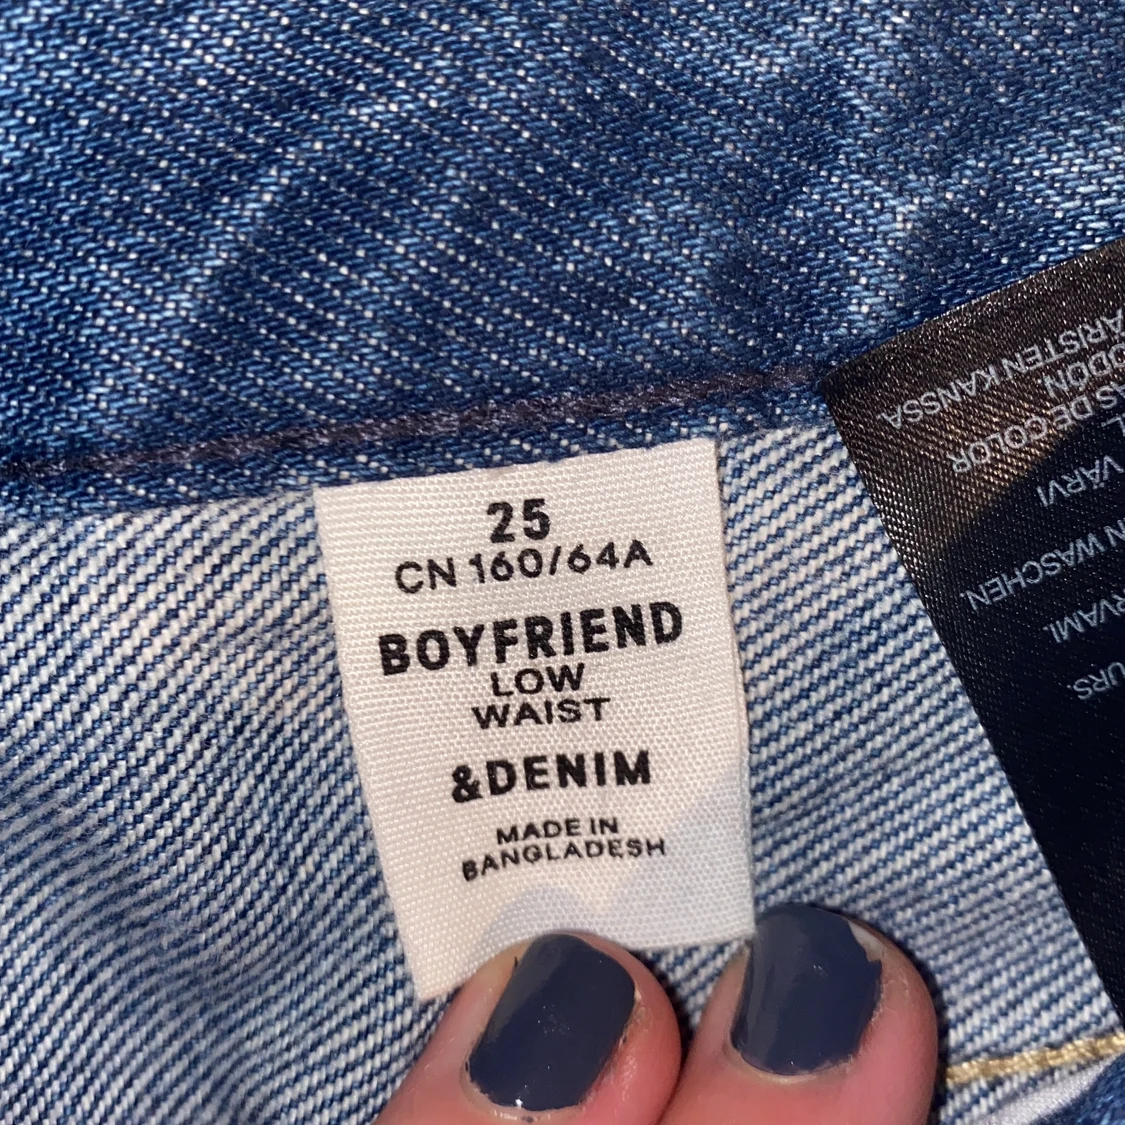 25
CN 160/64A
BOYFRIEND
LOW
WAIST
&DENIM
MADE IN
BANGLADESH
URS.
RVAMI.
N WASCHEN.
VÄRVI
L.
AS DE COLOR
ODON
ARISTEN KANSSA